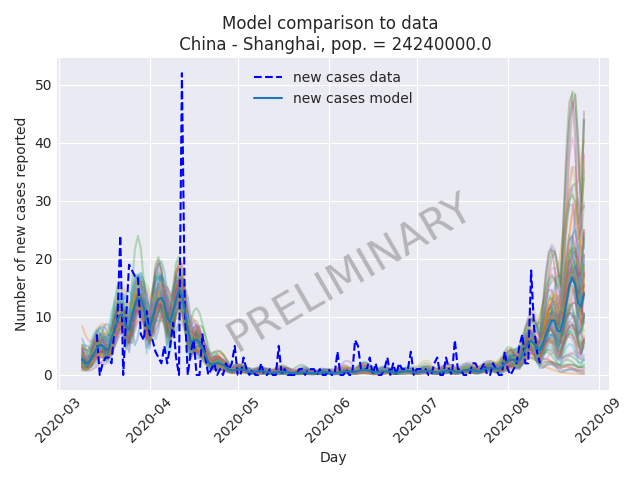 Model comparison to data
China - Shanghai, pop. = 24240000.0
new cases data
new cases model
Number of new cases reported
50
40
30
20
10
0
PRELIMINARY
2020-03
2020-04
2020-05
2020-06
2020-07
2020-08
2020-09
Day